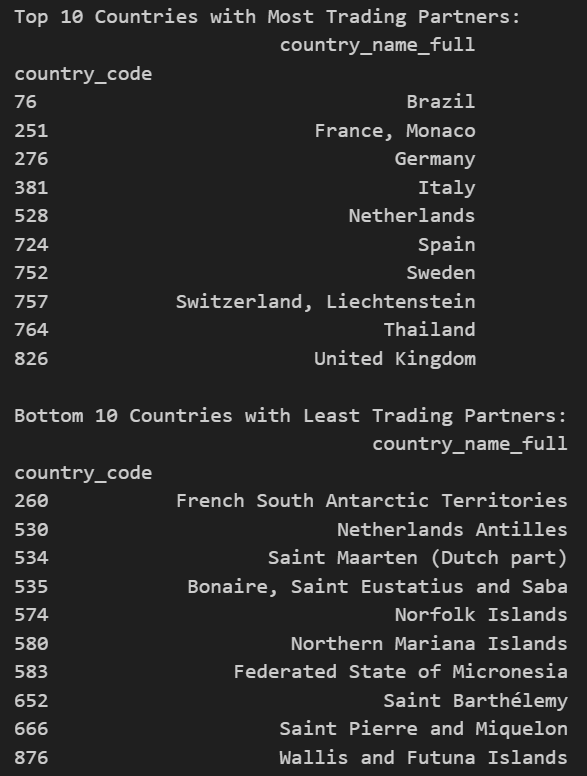 Top 10 Countries with Most Trading Partners:
country_name_full
country_code
76 Brazil
251 France, Monaco
276 Germany
381 Italy
528 Netherlands
724 Spain
752 Sweden
757 Switzerland, Liechtenstein
764 Thailand
826 United Kingdom
Bottom 10 Countries with Least Trading Partners:
country_name_full
country_code
260 French South Antarctic Territories
530 Netherlands Antilles
534 Saint Maarten (Dutch part)
535 Bonaire, Saint Eustatius and Saba
574 Norfolk Islands
580 Northern Mariana Islands
583 Federated State of Micronesia
652 Saint Barthélemy
666 Saint Pierre and Miquelon
876 Wallis and Futuna Islands